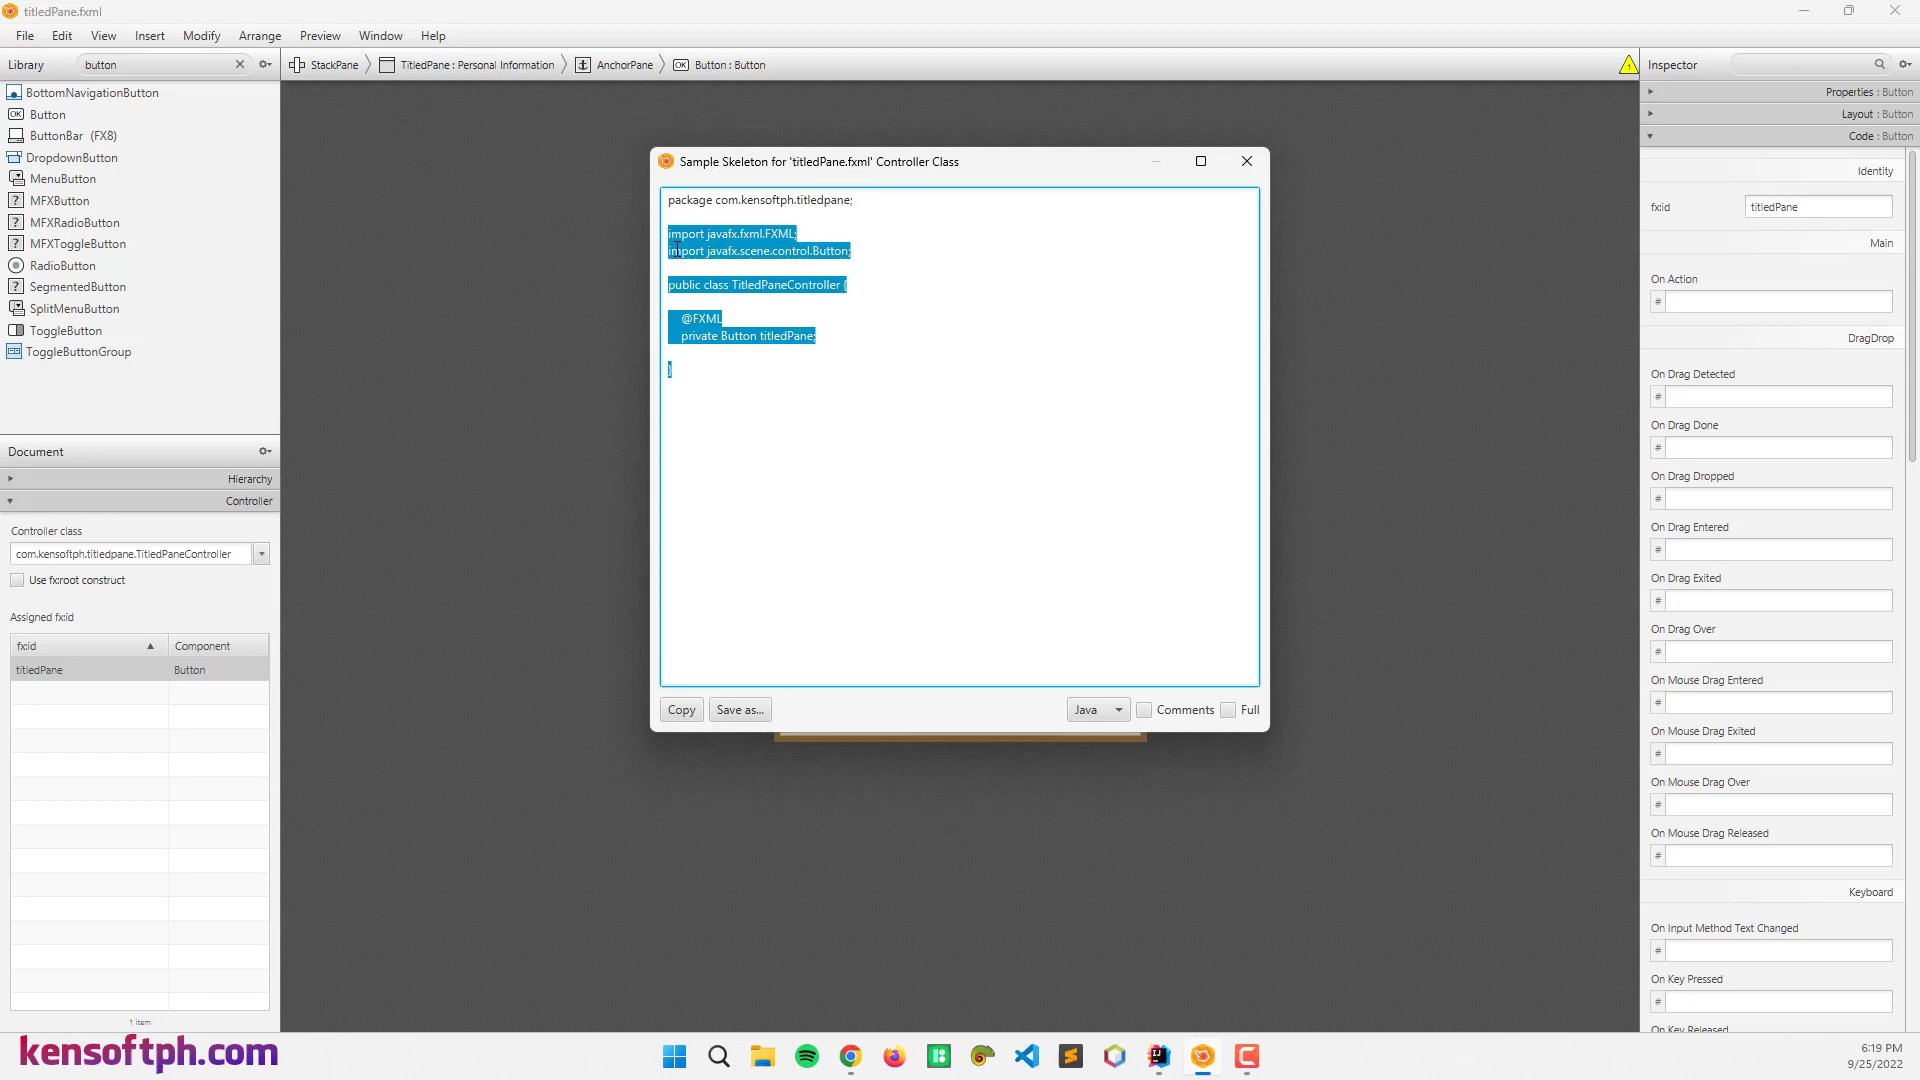 titledPane.fxml
File Edit View Insert Modify Arrange Preview Window Help
Library button
StackPane TitledPane : Personal Information AnchorPane OK Button : Button
1
Inspector
BottomNavigationButton
OK Button
ButtonBar (FX8)
DropdownButton
MenuButton
? MFXButton
? MFXRadioButton
? MFXToggleButton
RadioButton
? SegmentedButton
SplitMenuButton
ToggleButton
ToggleButtonGroup
Document
Hierarchy
Controller
Controller class
com.kensoftph.titledpane.TitledPaneController
Use fx:root construct
Assigned fx:id
fx:id Component
titledPane Button
1 item
Sample Skeleton for 'titledPane.fxml' Controller Class
package com.kensoftph.titledpane;
import javafx.fxml.FXML;
import javafx.scene.control.Button;
public class TitledPaneController {
@FXML
private Button titledPane;
}
Copy Save as... Java Comments Full
Properties : Button
Layout : Button
Code : Button
Identity
fx:id titledPane
Main
On Action
#
DragDrop
On Drag Detected
#
On Drag Done
#
On Drag Dropped
#
On Drag Entered
#
On Drag Exited
#
On Drag Over
#
On Mouse Drag Entered
#
On Mouse Drag Exited
#
On Mouse Drag Over
#
On Mouse Drag Released
#
Keyboard
On Input Method Text Changed
#
On Key Pressed
#
On Key Released
kensoftph.com
6:19 PM
9/25/2022